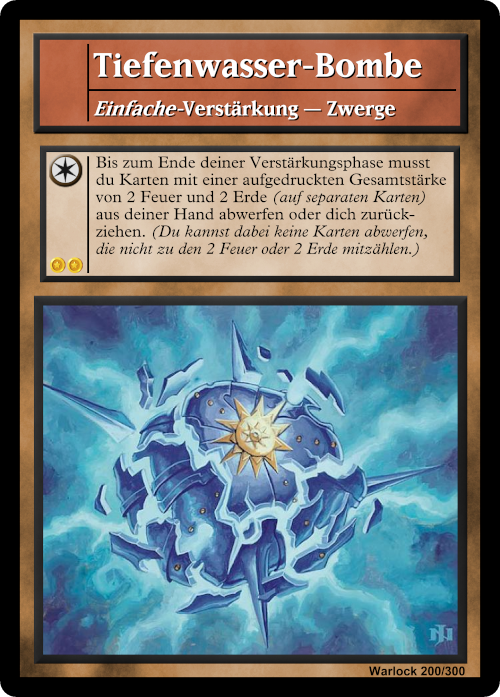 Tiefenwasser-Bombe
Einfache-Verstärkung — Zwerge
Bis zum Ende deiner Verstärkungsphase musst
du Karten mit einer aufgedruckten Gesamtstärke
von 2 Feuer und 2 Erde (auf separaten Karten)
aus deiner Hand abwerfen oder dich zurück-
ziehen. (Du kannst dabei keine Karten abwerfen,
die nicht zu den 2 Feuer oder 2 Erde mitzählen.)
Warlock 200/300